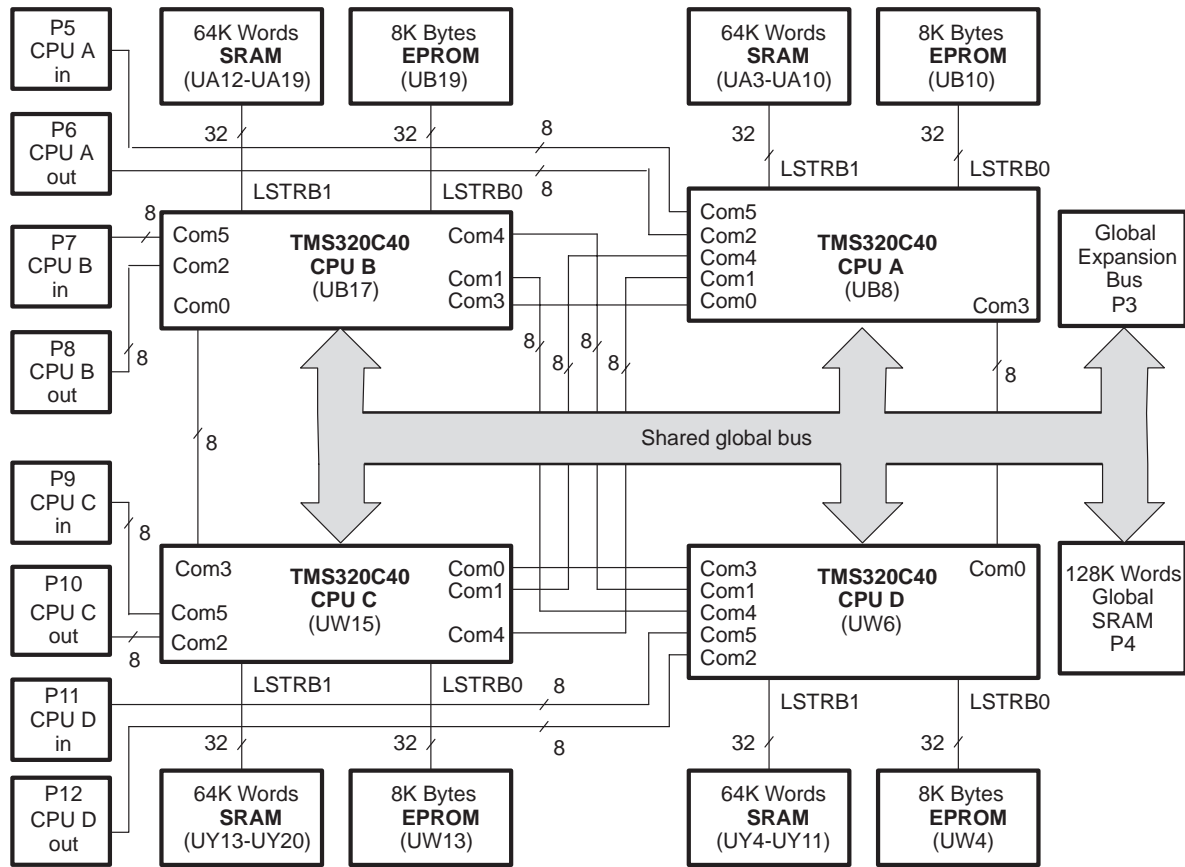 P5
CPU A
in
P6
CPU A
out
P7
CPU B
in
P8
CPU B
out
P9
CPU C
in
P10
CPU C
out
P11
CPU D
in
P12
CPU D
out
64K Words
SRAM
(UA12-UA19)
8K Bytes
EPROM
(UB19)
64K Words
SRAM
(UA3-UA10)
8K Bytes
EPROM
(UB10)
32
32
8
8
32
32
LSTRB1
LSTRB0
LSTRB1
LSTRB0
8
8
Com5
Com2
Com0
TMS320C40
CPU B
(UB17)
Com4
Com1
Com3
Com5
Com2
Com4
Com1
Com0
TMS320C40
CPU A
(UB8)
Com3
Global
Expansion
Bus
P3
8
8
8
8
8
8
Shared global bus
8
8
Com3
Com5
Com2
TMS320C40
CPU C
(UW15)
Com0
Com1
Com4
Com3
Com1
Com4
Com5
Com2
TMS320C40
CPU D
(UW6)
Com0
128K Words
Global
SRAM
P4
LSTRB1
LSTRB0
8
8
LSTRB1
LSTRB0
32
32
32
32
64K Words
SRAM
(UY13-UY20)
8K Bytes
EPROM
(UW13)
64K Words
SRAM
(UY4-UY11)
8K Bytes
EPROM
(UW4)